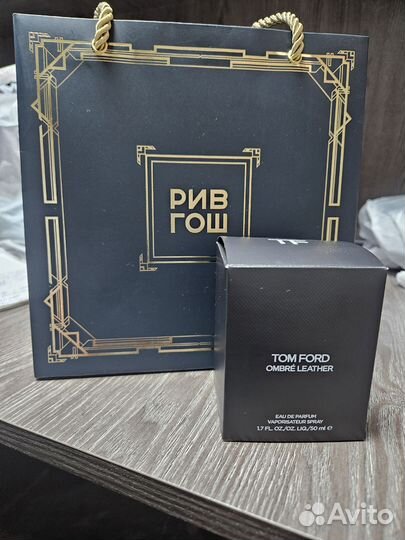 РИВ
ГОШ
TF
TOM FORD
OMBRÉ LEATHER
EAU DE PARFUM
VAPORISATEUR SPRAY
1.7 FL. OZ./OZ. LIQ./50 ml ℮
Avito